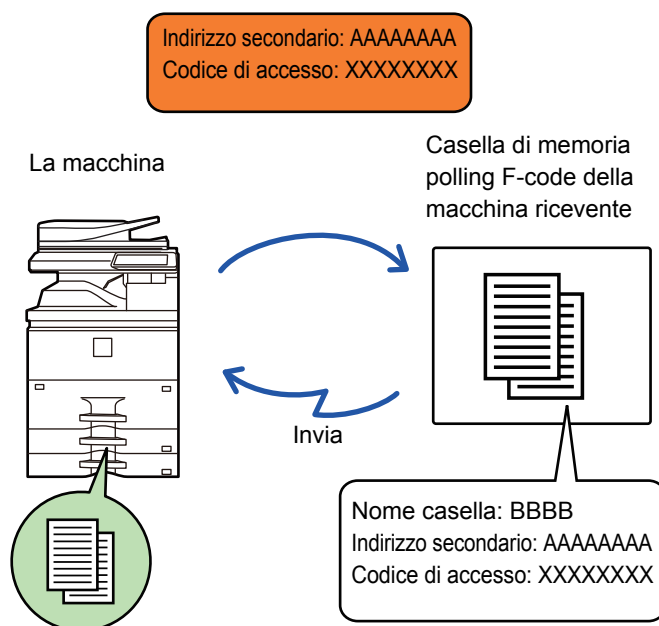 Indirizzo secondario: AAAAAAAA
Codice di accesso: XXXXXXXX
La macchina
Casella di memoria
polling F-code della
macchina ricevente
Invia
Nome casella: BBBB
Indirizzo secondario: AAAAAAAA
Codice di accesso: XXXXXXXX